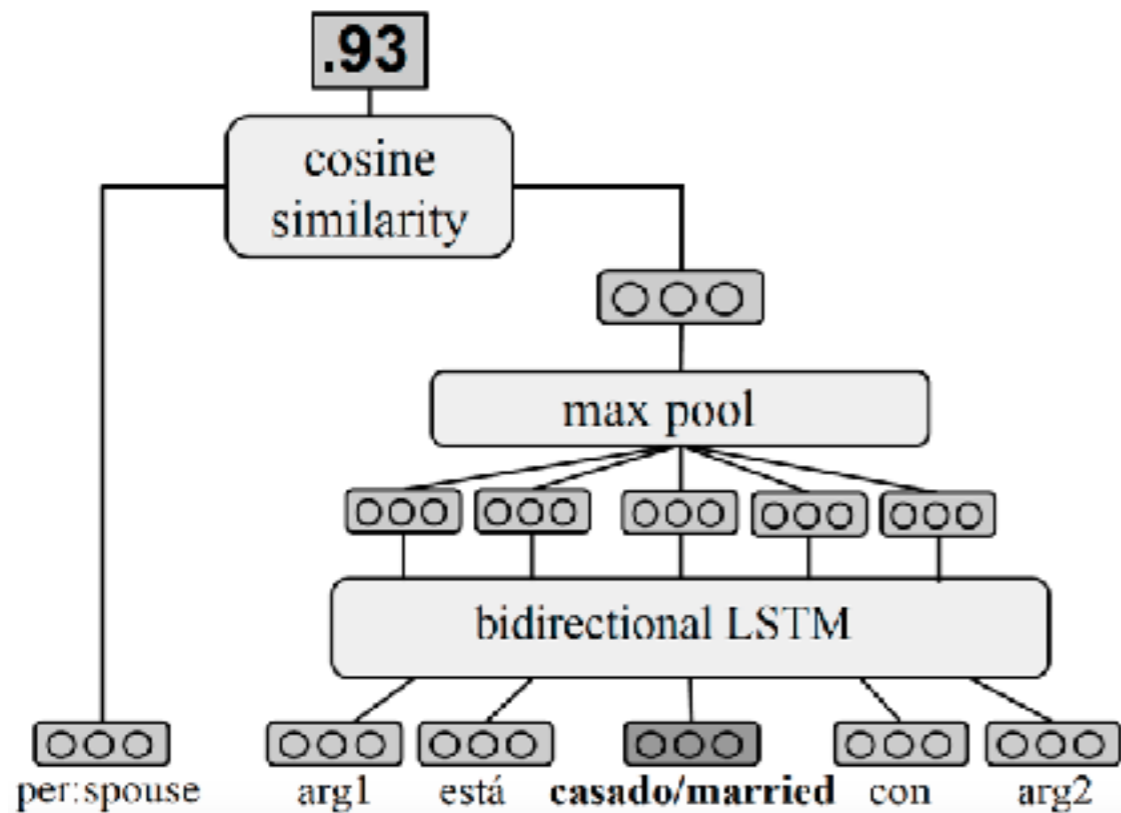 .93
cosine
similarity
max pool
bidirectional LSTM
per:spouse arg1 está casado/married con arg2